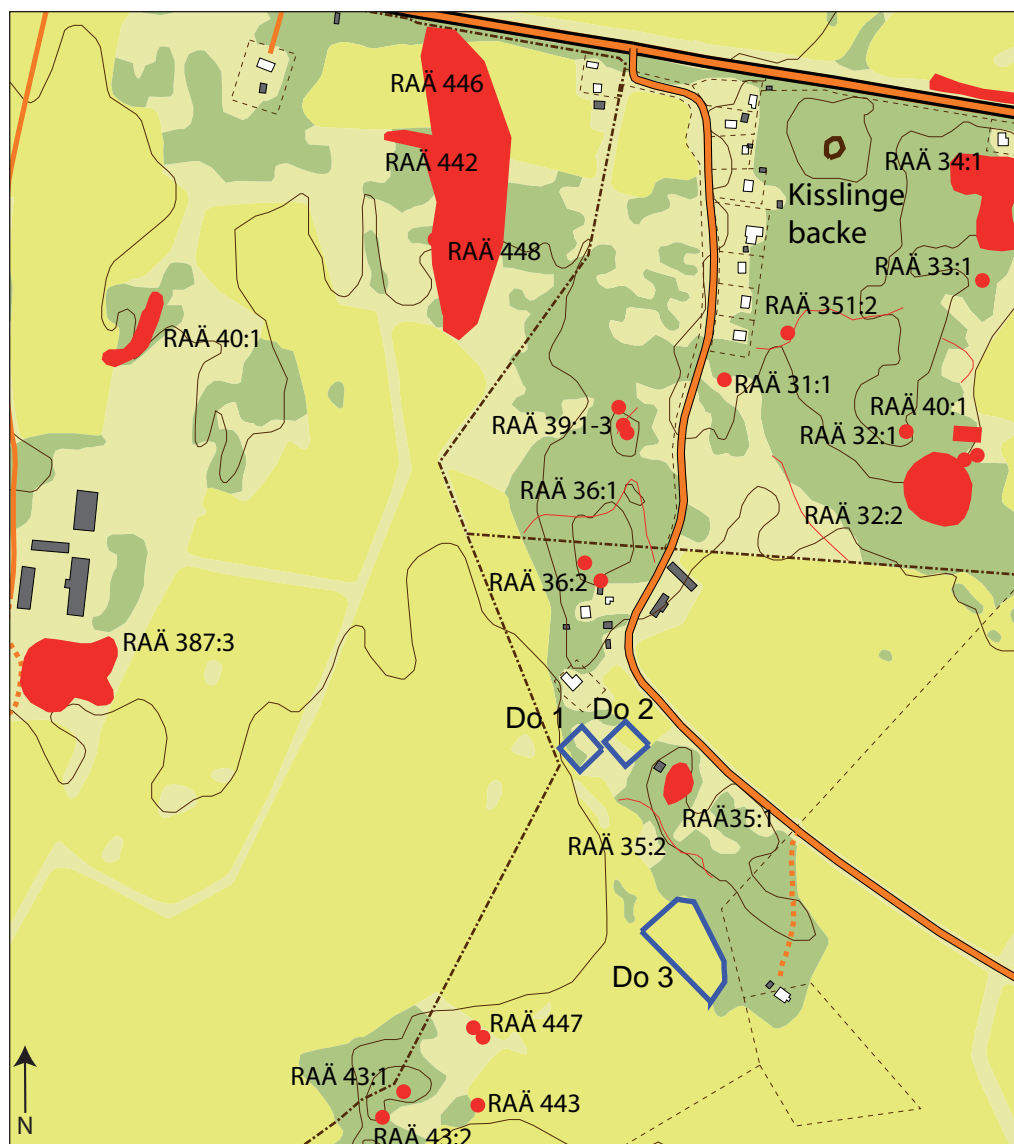 RAÄ 446
RAÄ 442
RAÄ 34:1
Kisslinge
backe
RAÄ 448
RAÄ 33:1
RAÄ 351:2
RAÄ 40:1
RAÄ 31:1
RAÄ 40:1
RAÄ 39:1-3
RAÄ 32:1
RAÄ 36:1
RAÄ 32:2
RAÄ 36:2
RAÄ 387:3
Do 1
Do 2
RAÄ35:1
RAÄ 35:2
Do 3
RAÄ 447
RAÄ 43:1
RAÄ 443
N
RAÄ 43:2